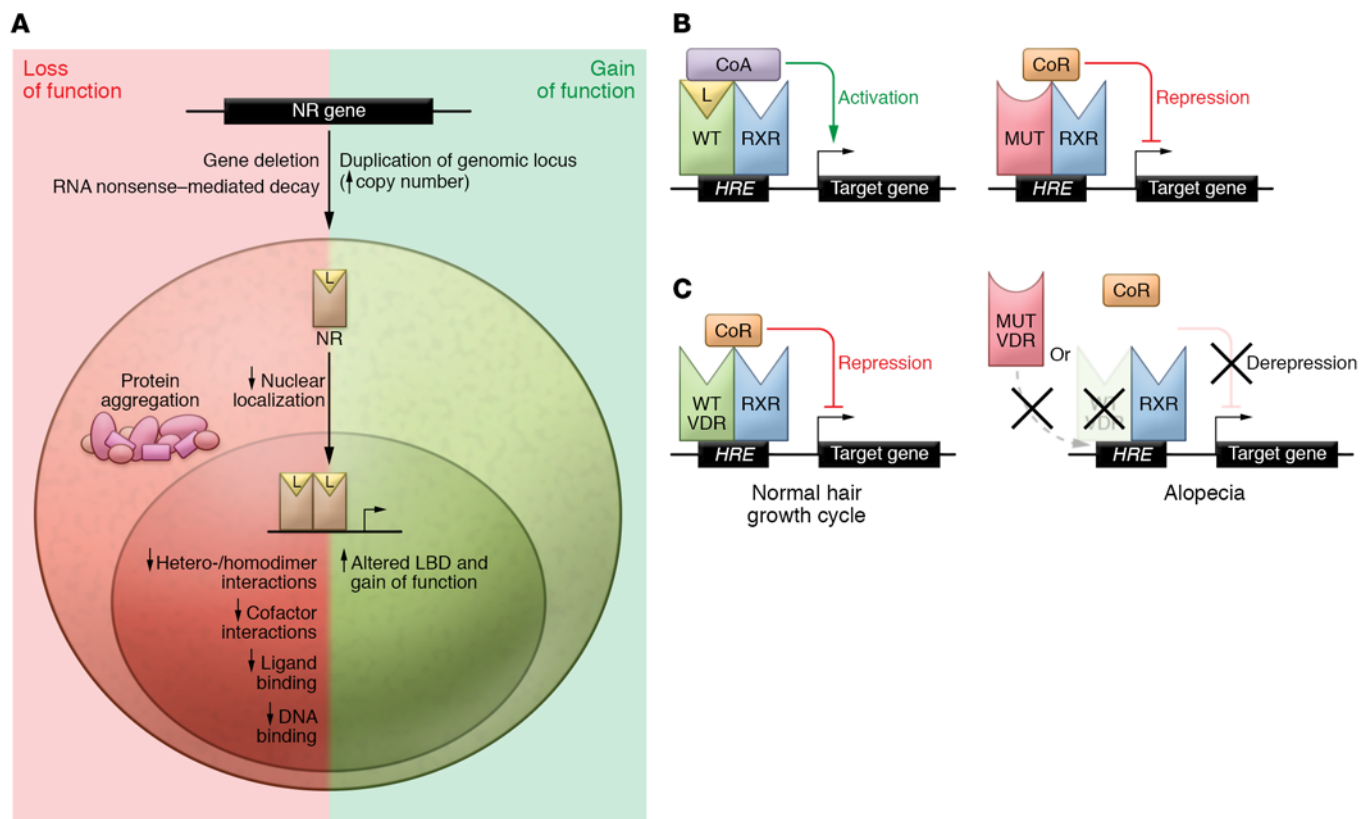 A
Loss
of function
Gain
of function
NR gene
Gene deletion
RNA nonsense–mediated decay
Duplication of genomic locus
(↑ copy number)
L
NR
↓ Nuclear
localization
Protein
aggregation
L L
↓ Hetero-/homodimer
interactions
↓ Cofactor
interactions
↓ Ligand
binding
↓ DNA
binding
↑ Altered LBD and
gain of function
B
CoA
L
WT RXR
Activation
HRE Target gene
CoR
MUT RXR
Repression
HRE Target gene
C
CoR
WT
VDR
RXR
Repression
HRE Target gene
Normal hair
growth cycle
MUT
VDR
Or
CoR
WT
VDR
RXR
Derepression
HRE Target gene
Alopecia